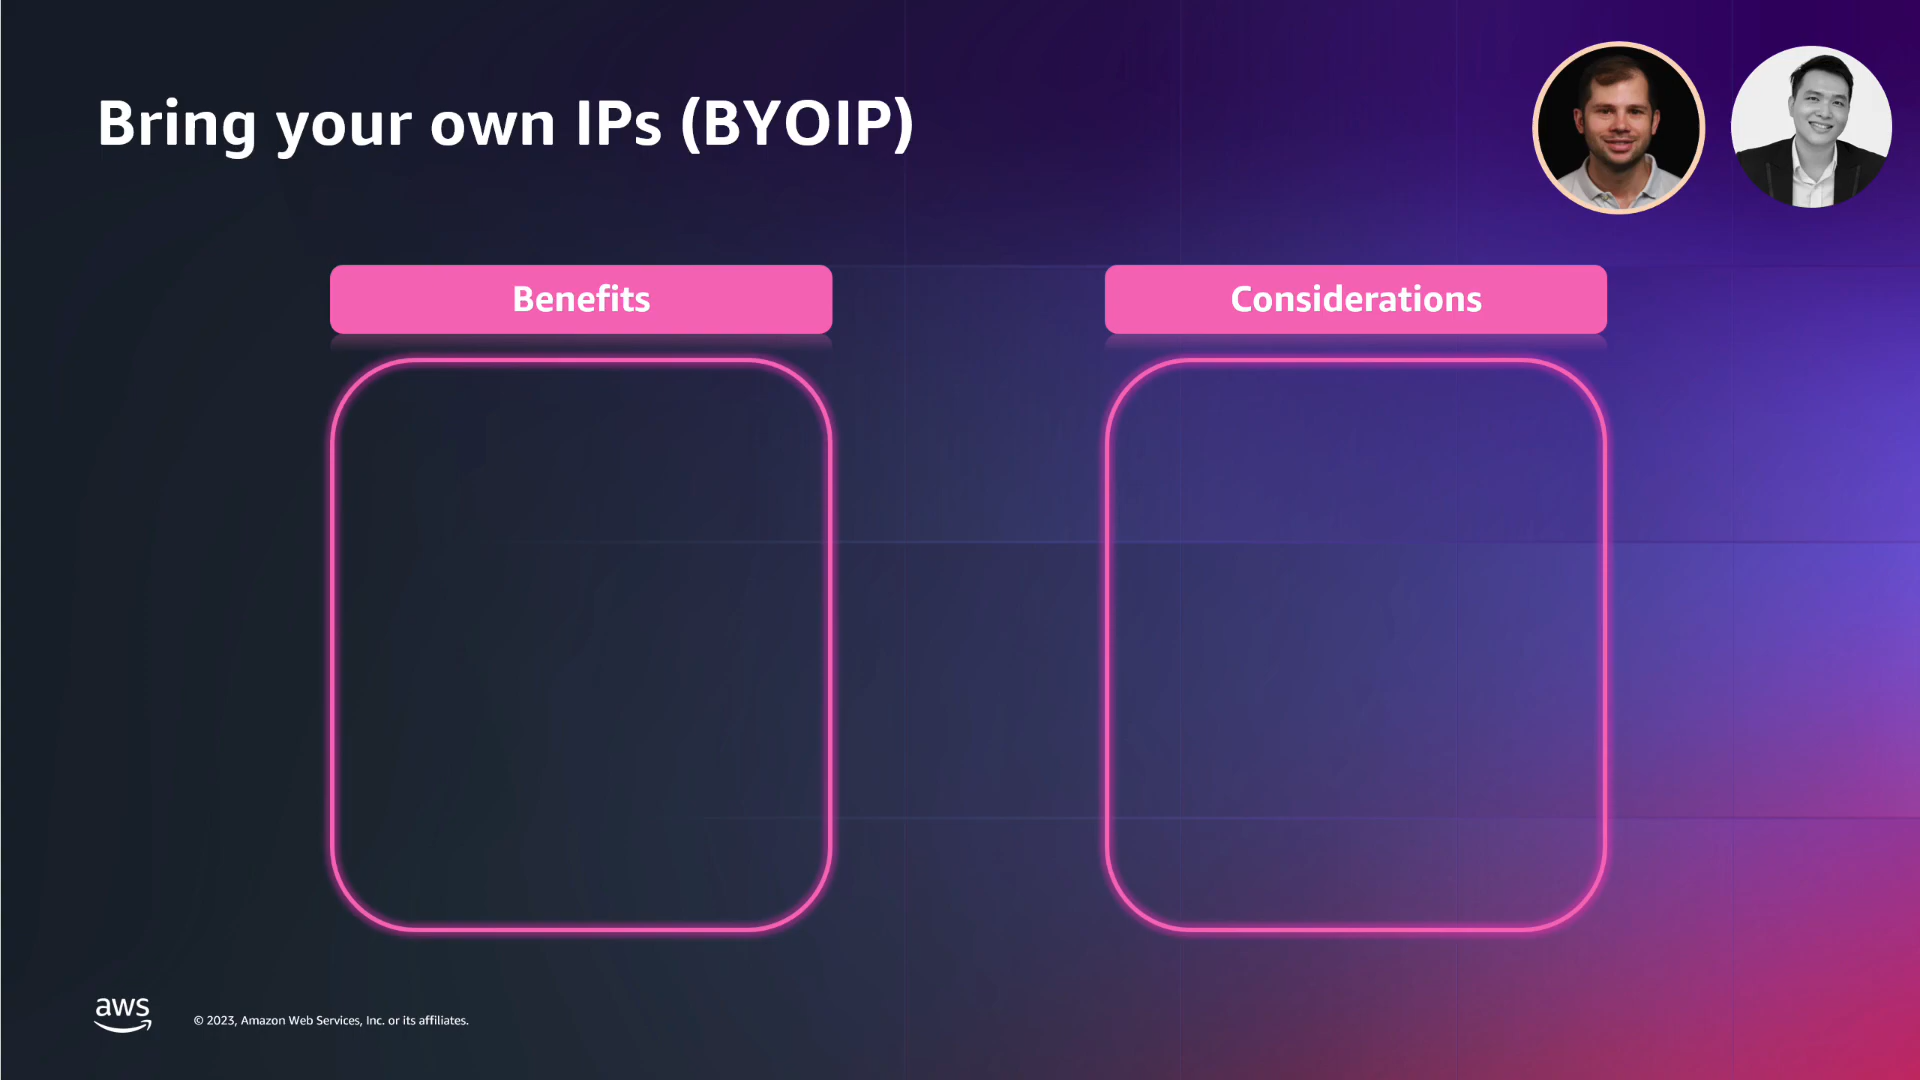 Bring your own IPs (BYOIP)
Benefits
Considerations
aws
© 2023, Amazon Web Services, Inc. or its affiliates.